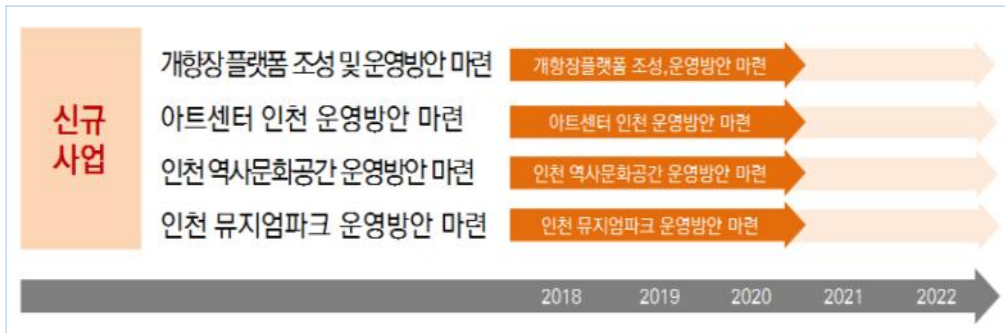 신규
사업
개항장 플랫폼 조성 및 운영방안 마련
개항장플랫폼 조성,운영방안 마련
아트센터 인천 운영방안 마련
아트센터 인천 운영방안 마련
인천 역사문화공간 운영방안 마련
인천 역사문화공간 운영방안 마련
인천 뮤지엄파크 운영방안 마련
인천 뮤지엄파크 운영방안 마련
2018 2019 2020 2021 2022